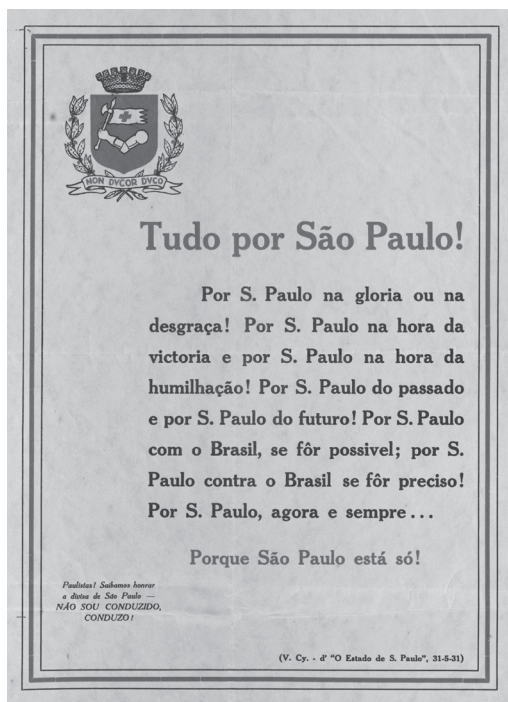 NON DVCOR DVCO
Tudo por São Paulo!
Por S. Paulo na gloria ou na
desgraça! Por S. Paulo na hora da
victoria e por S. Paulo na hora da
humilhação! Por S. Paulo do passado
e por S. Paulo do futuro! Por S. Paulo
com o Brasil, se fôr possivel; por S.
Paulo contra o Brasil se fôr preciso!
Por S. Paulo, agora e sempre...
Porque São Paulo está só!
Paulistas! Saibamos honrar
a divisa de São Paulo —
NÃO SOU CONDUZIDO,
CONDUZO!
(V. Cy. - d' "O Estado de S. Paulo", 31-5-31)